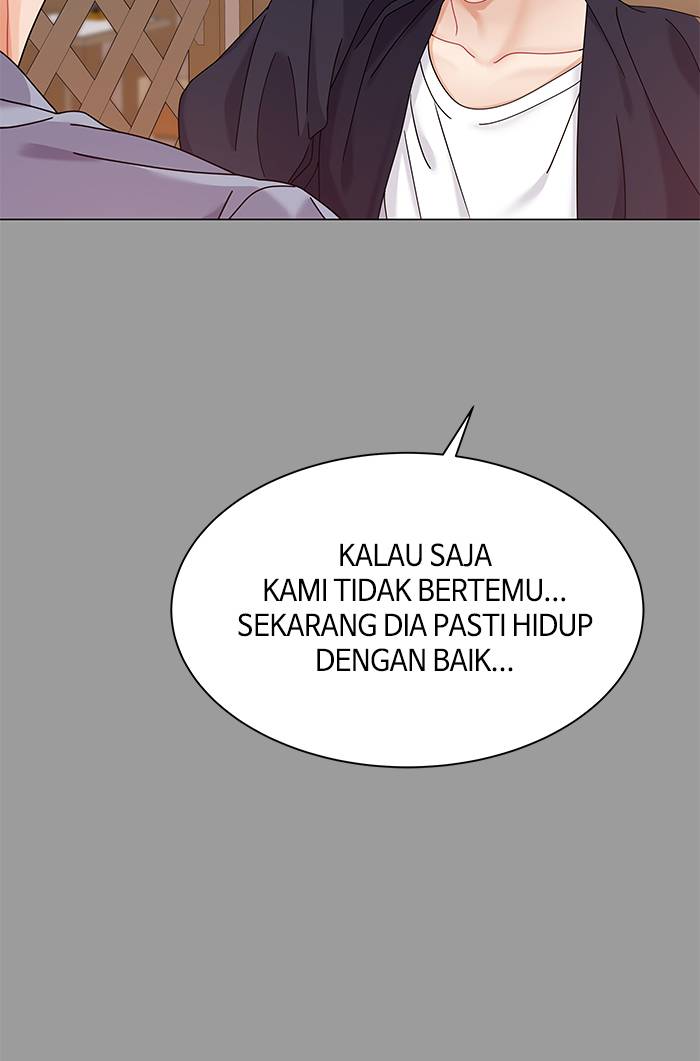 KALAU SAJA
KAMI TIDAK BERTEMU...
SEKARANG DIA PASTI HIDUP
DENGAN BAIK...